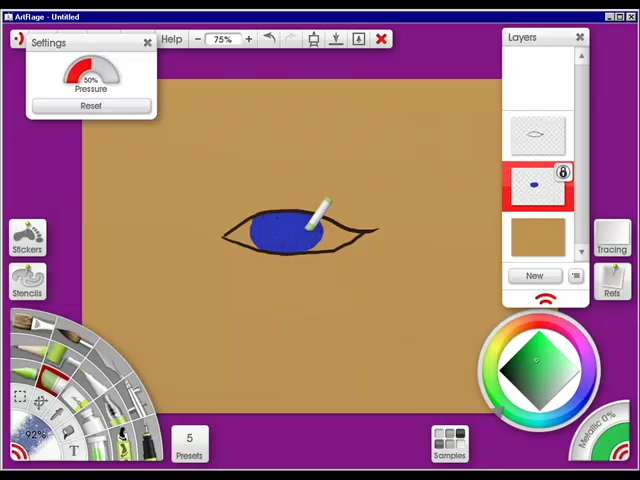 ArtRage - Untitled
Settings
50%
Pressure
Reset
Help
- 75% +
Layers
New
Stickers
Stencils
Tracing
Refs
92%
T
5
Presets
Samples
Metallic 0%